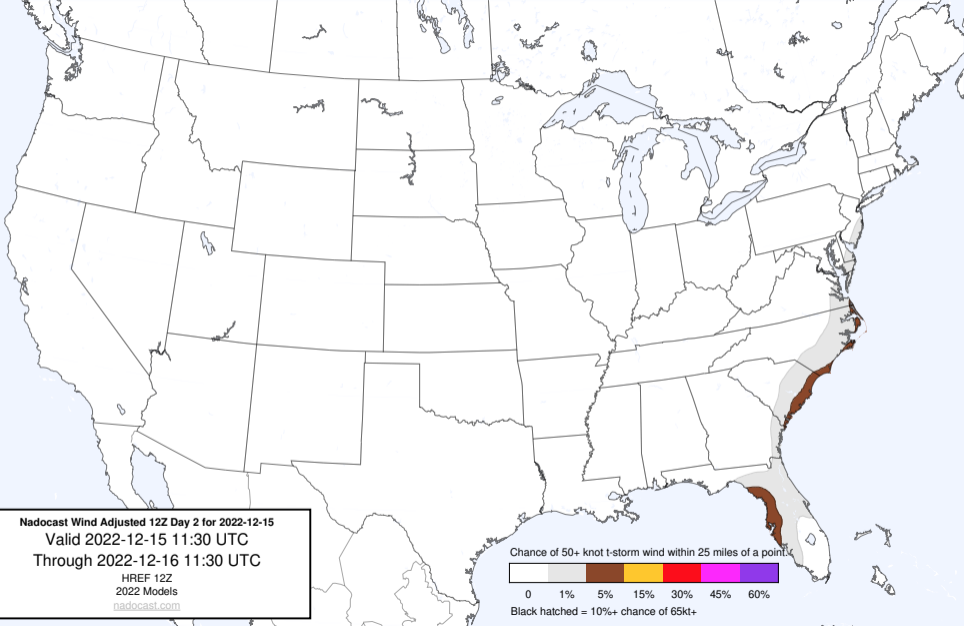 Nadocast Wind Adjusted 12Z Day 2 for 2022-12-15
Valid 2022-12-15 11:30 UTC
Through 2022-12-16 11:30 UTC
HREF 12Z
2022 Models
nadocast.com
Chance of 50+ knot t-storm wind within 25 miles of a point.
0 1% 5% 15% 30% 45% 60%
Black hatched = 10%+ chance of 65kt+